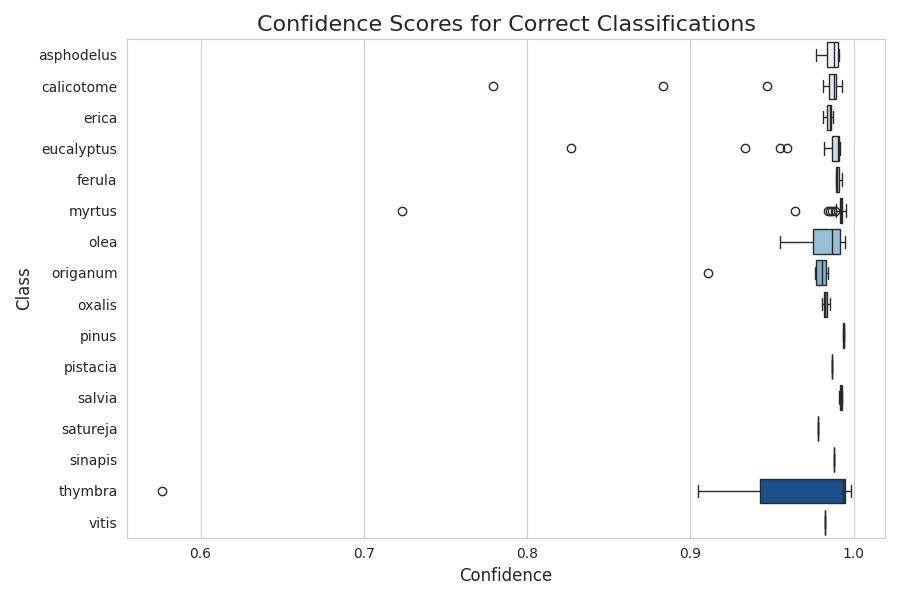 Confidence Scores for Correct Classifications
asphodelus
calicotome
erica
eucalyptus
ferula
myrtus
olea
origanum
oxalis
pinus
pistacia
salvia
satureja
sinapis
thymbra
vitis
Class
0.6 0.7 0.8 0.9 1.0
Confidence